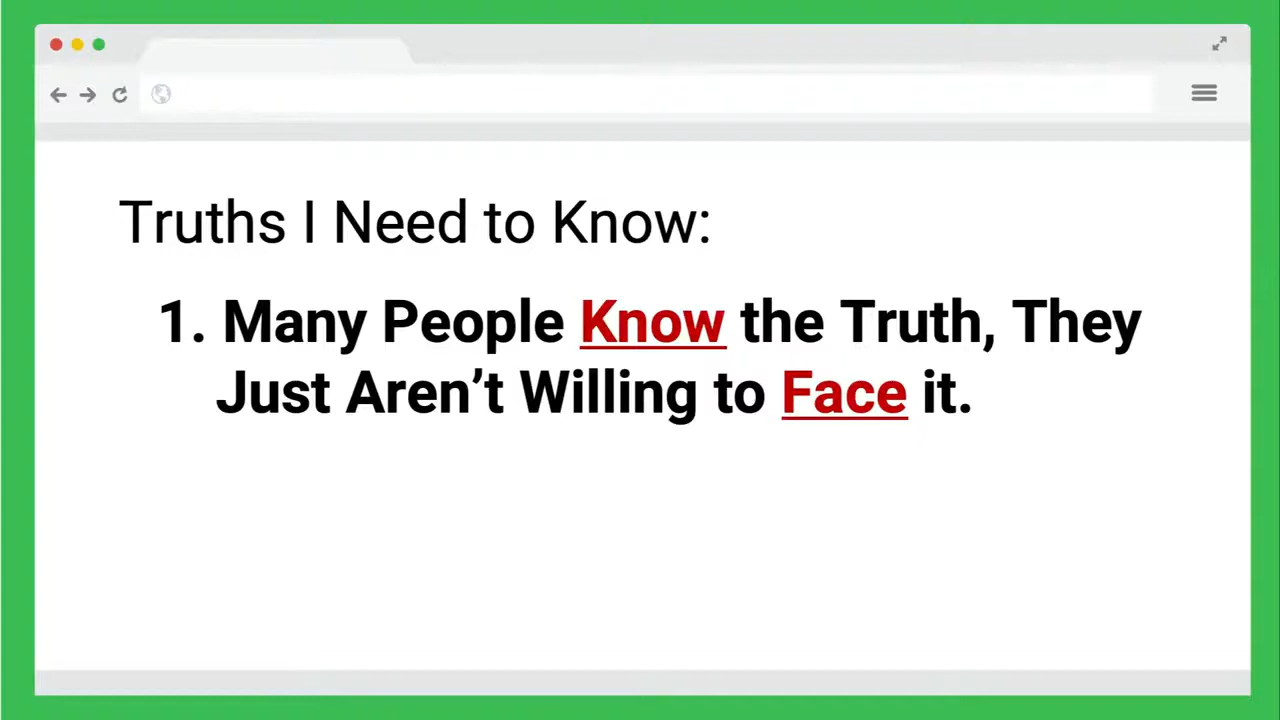 Truths I Need to Know:
1. Many People Know the Truth, They
Just Aren’t Willing to Face it.